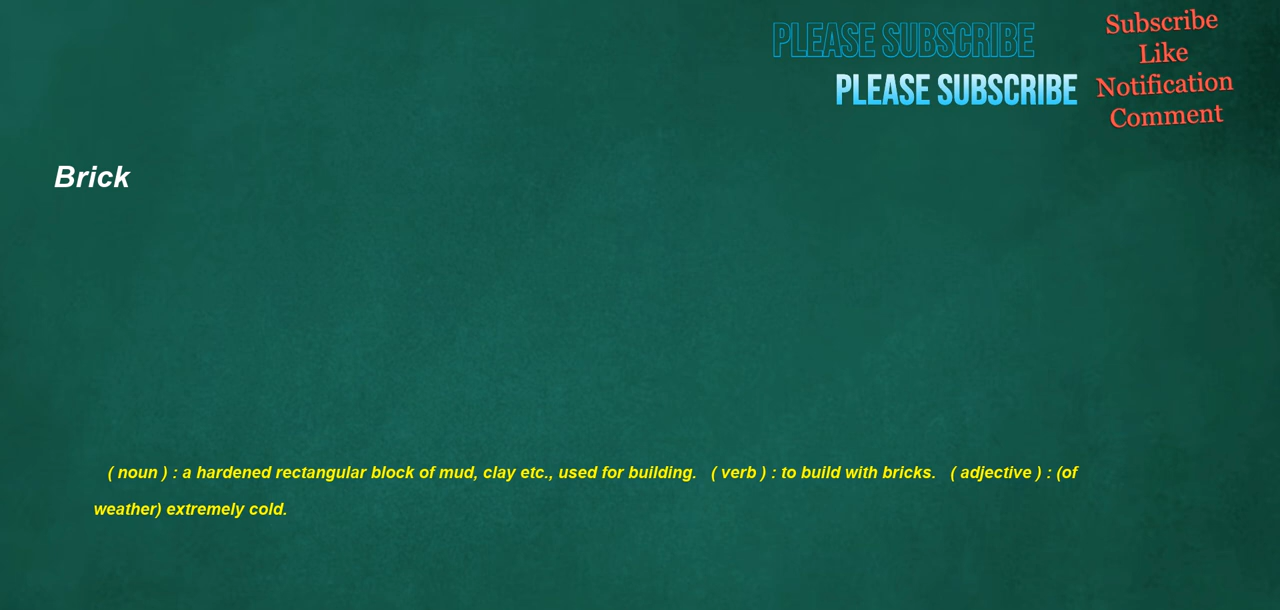 PLEASE SUBSCRIBE
PLEASE SUBSCRIBE
Subscribe
Like
Notification
Comment
Brick
( noun ) : a hardened rectangular block of mud, clay etc., used for building.   ( verb ) : to build with bricks.   ( adjective ) : (of
weather) extremely cold.